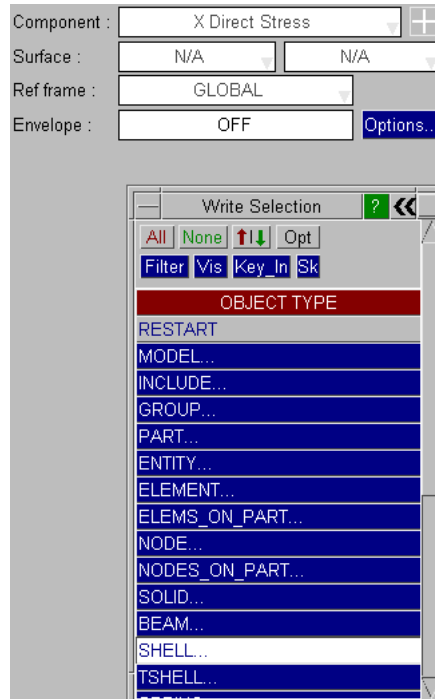 Component : X Direct Stress
Surface : N/A N/A
Ref frame : GLOBAL
Envelope : OFF Options..
Write Selection ?
All None Opt
Filter Vis Key_In Sk
OBJECT TYPE
RESTART
MODEL...
INCLUDE...
GROUP...
PART...
ENTITY...
ELEMENT...
ELEMS_ON_PART...
NODE...
NODES_ON_PART...
SOLID...
BEAM...
SHELL...
TSHELL...